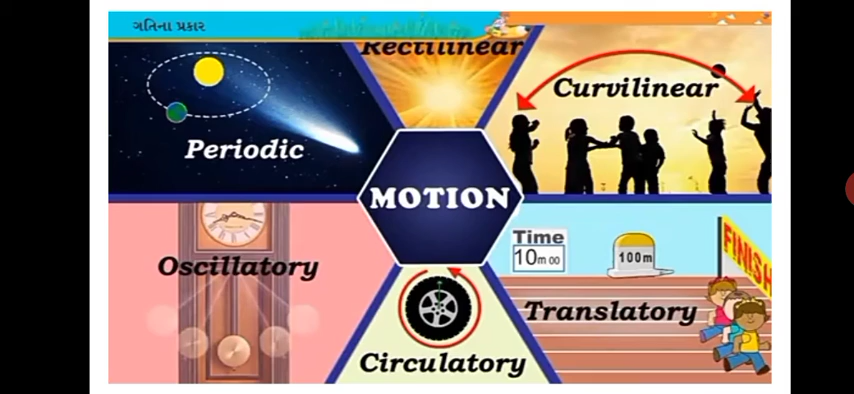 ગતિના પ્રકાર
Rectilinear
Curvilinear
Periodic
MOTION
Oscillatory
Time
10m 00
100m
FINISH
Translatory
Circulatory